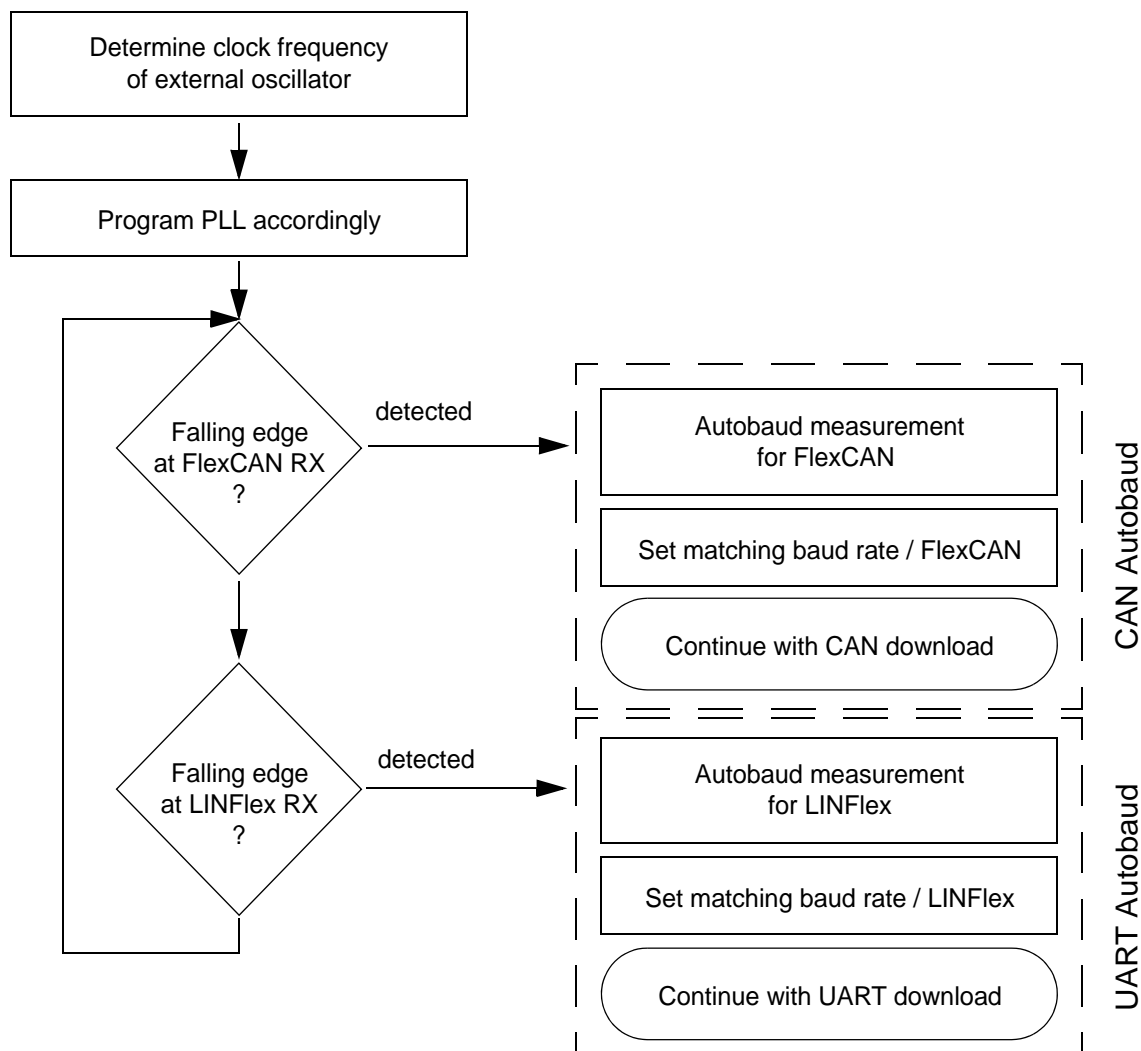 Determine clock frequency
of external oscillator
Program PLL accordingly
Falling edge
at FlexCAN RX
?
detected
Autobaud measurement
for FlexCAN
Set matching baud rate / FlexCAN
Continue with CAN download
CAN Autobaud
Falling edge
at LINFlex RX
?
detected
Autobaud measurement
for LINFlex
Set matching baud rate / LINFlex
Continue with UART download
UART Autobaud